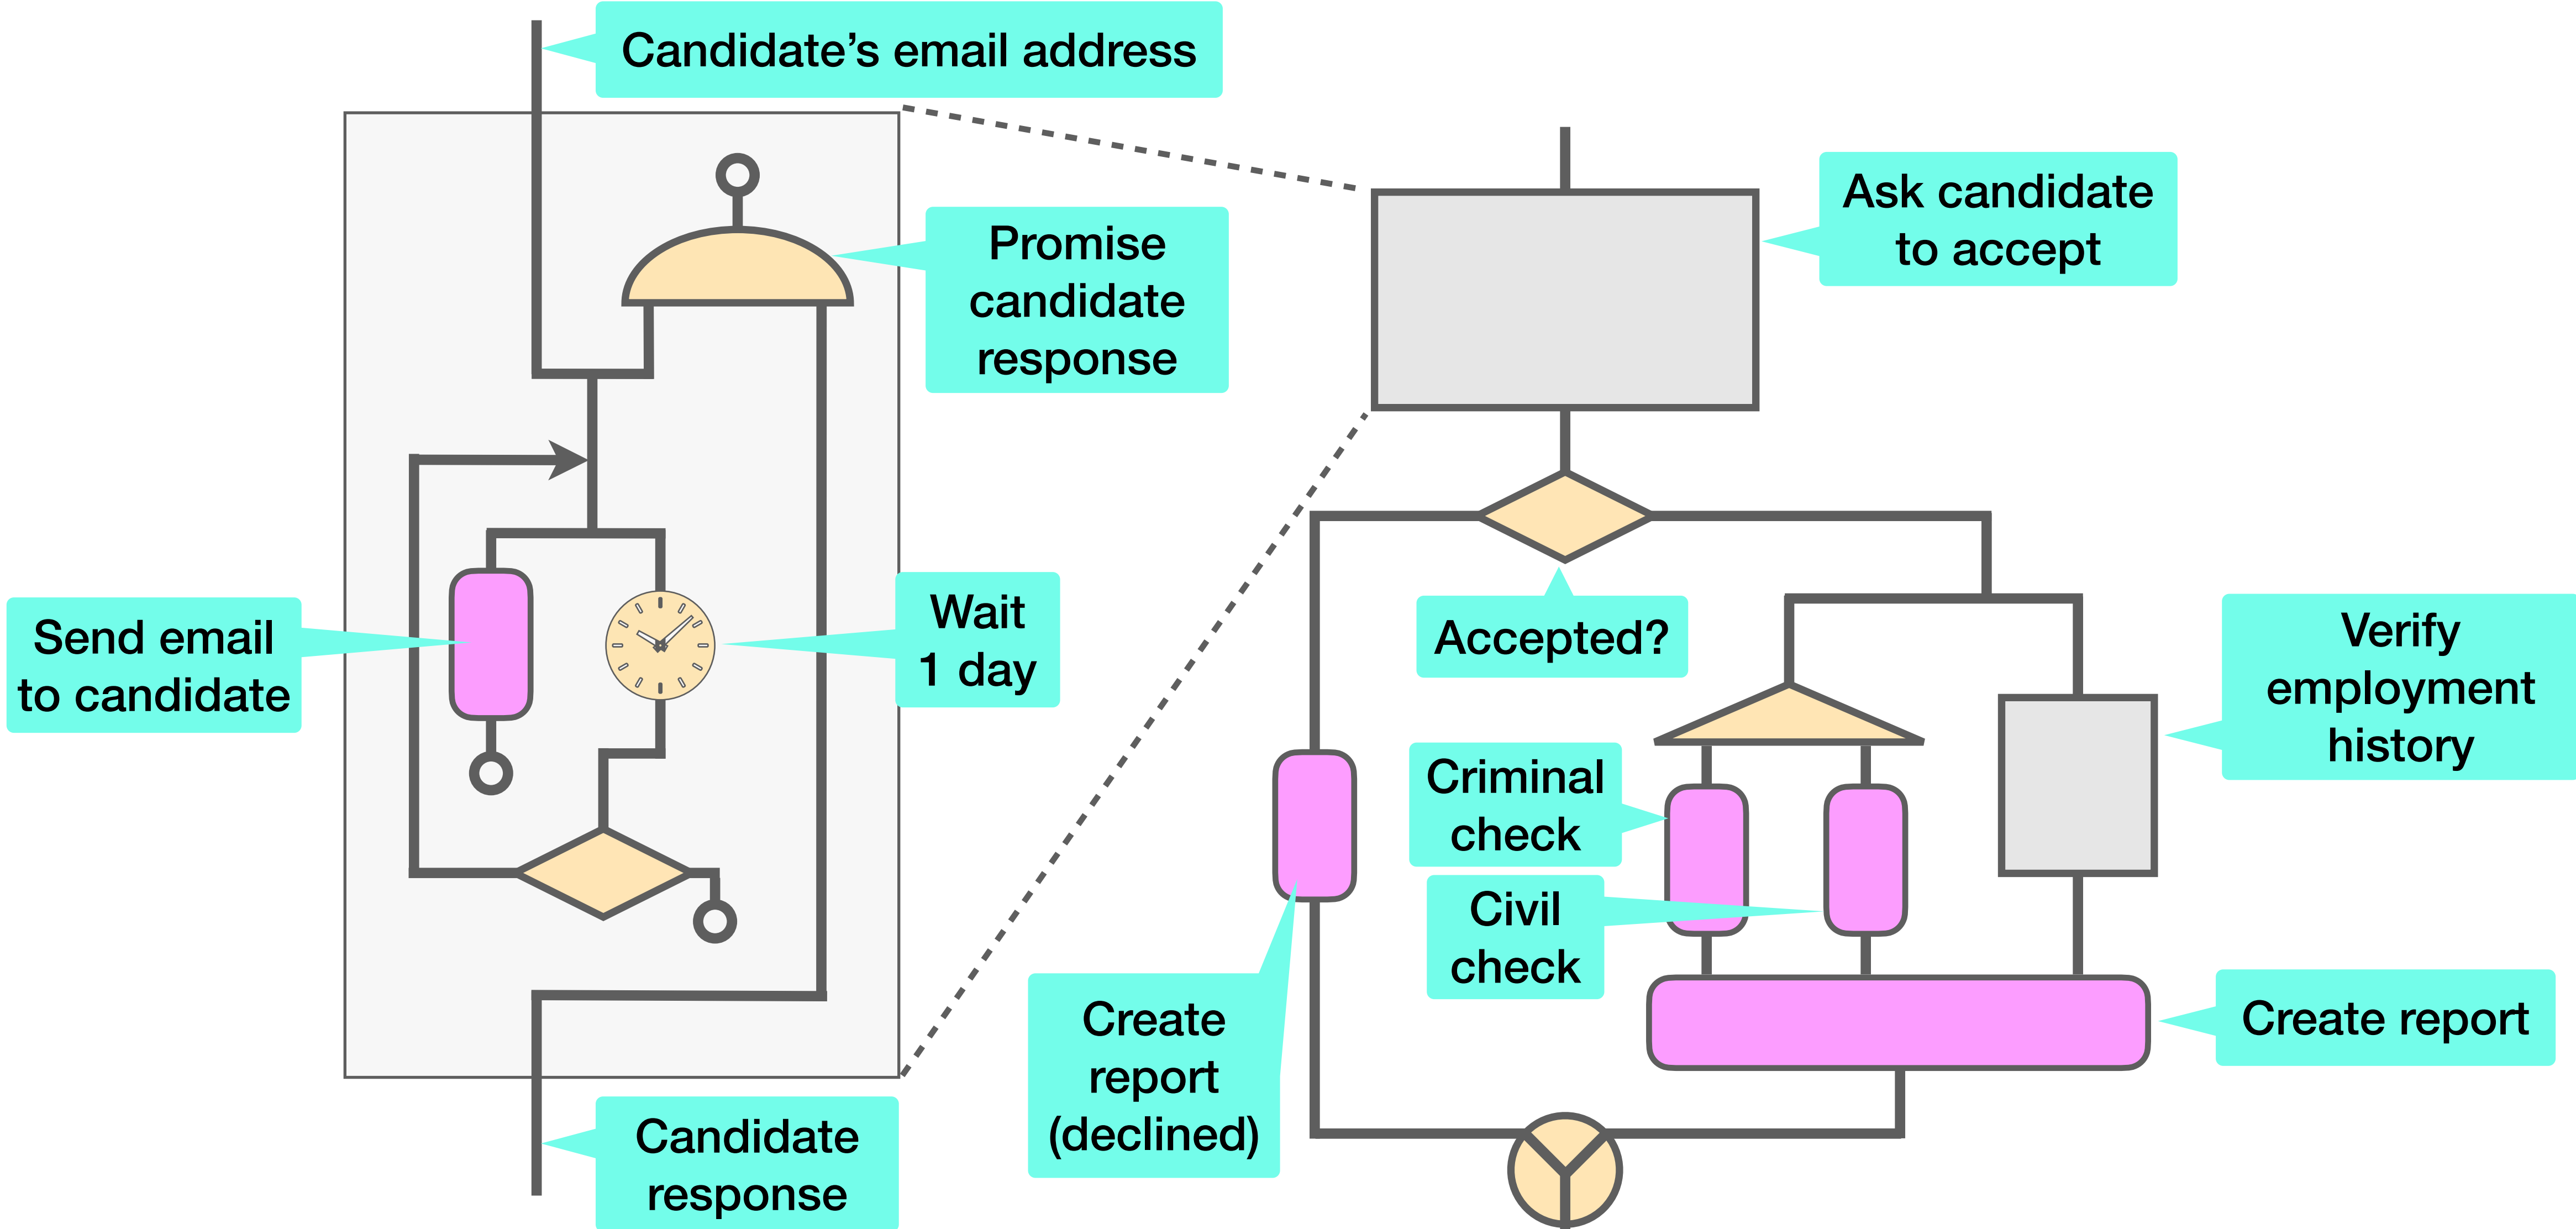 Candidate’s email address
Promise
candidate
response
Send email
to candidate
Wait
1 day
Candidate
response
Ask candidate
to accept
Accepted?
Verify
employment
history
Criminal
check
Civil
check
Create
report
(declined)
Create report